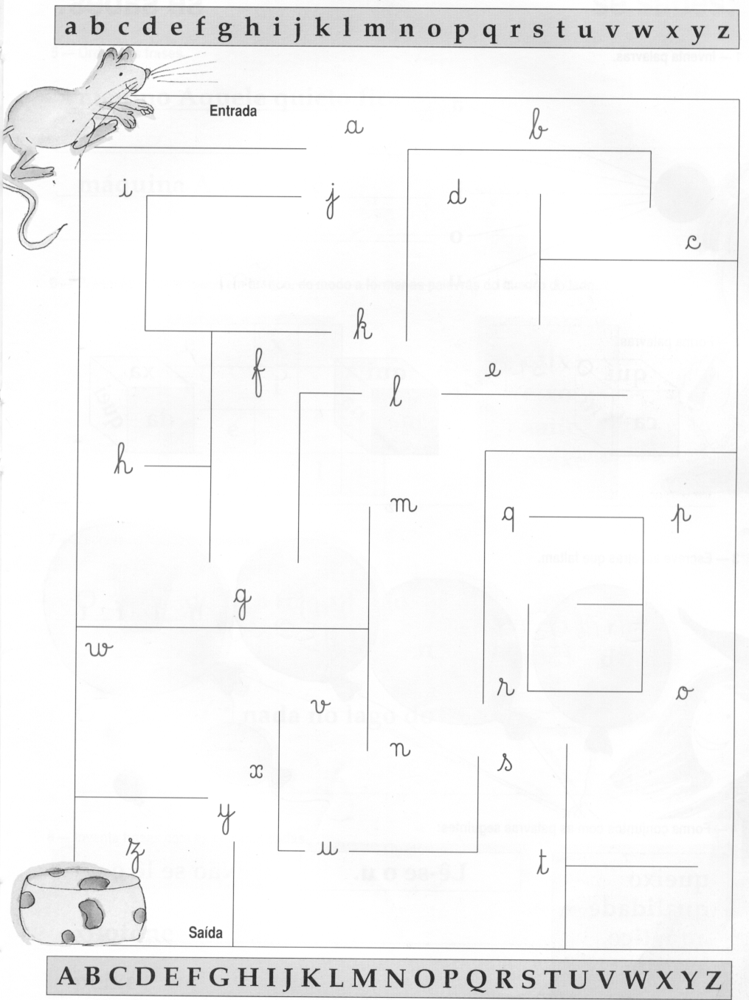 a b c d e f g h i j k l m n o p q r s t u v w x y z
Entrada
a
b
i
j
d
c
k
f
e
l
h
m
q
p
g
w
r
o
v
n
s
x
y
z
u
t
Saída
A B C D E F G H I J K L M N O P Q R S T U V W X Y Z